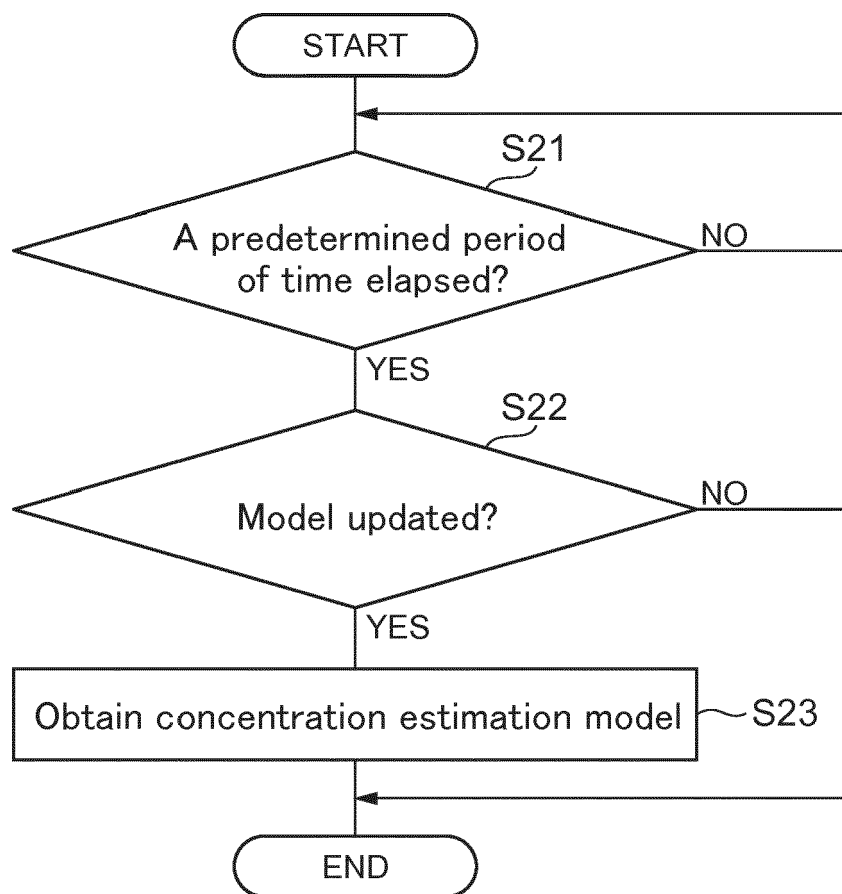 START
S21
A predetermined period
of time elapsed?
NO
YES
S22
Model updated?
NO
YES
Obtain concentration estimation model
S23
END